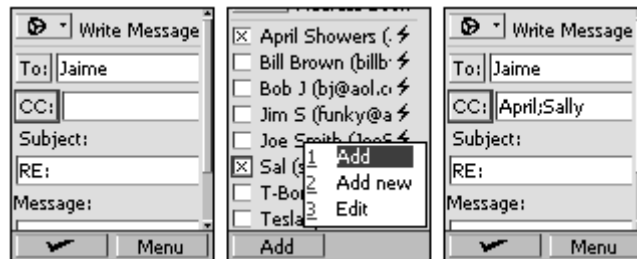 Write Message
To: Jaime
CC:
Subject:
RE:
Message:
Menu
April Showers (.
Bill Brown (billb
Bob J (bj@aol.c
Jim S (funky@a
Joe Smith (JoeS
Sal (s
T-Bo
Tesla
1 Add
2 Add new
3 Edit
Add
Write Message
To: Jaime
CC: April;Sally
Subject:
RE:
Message:
Menu